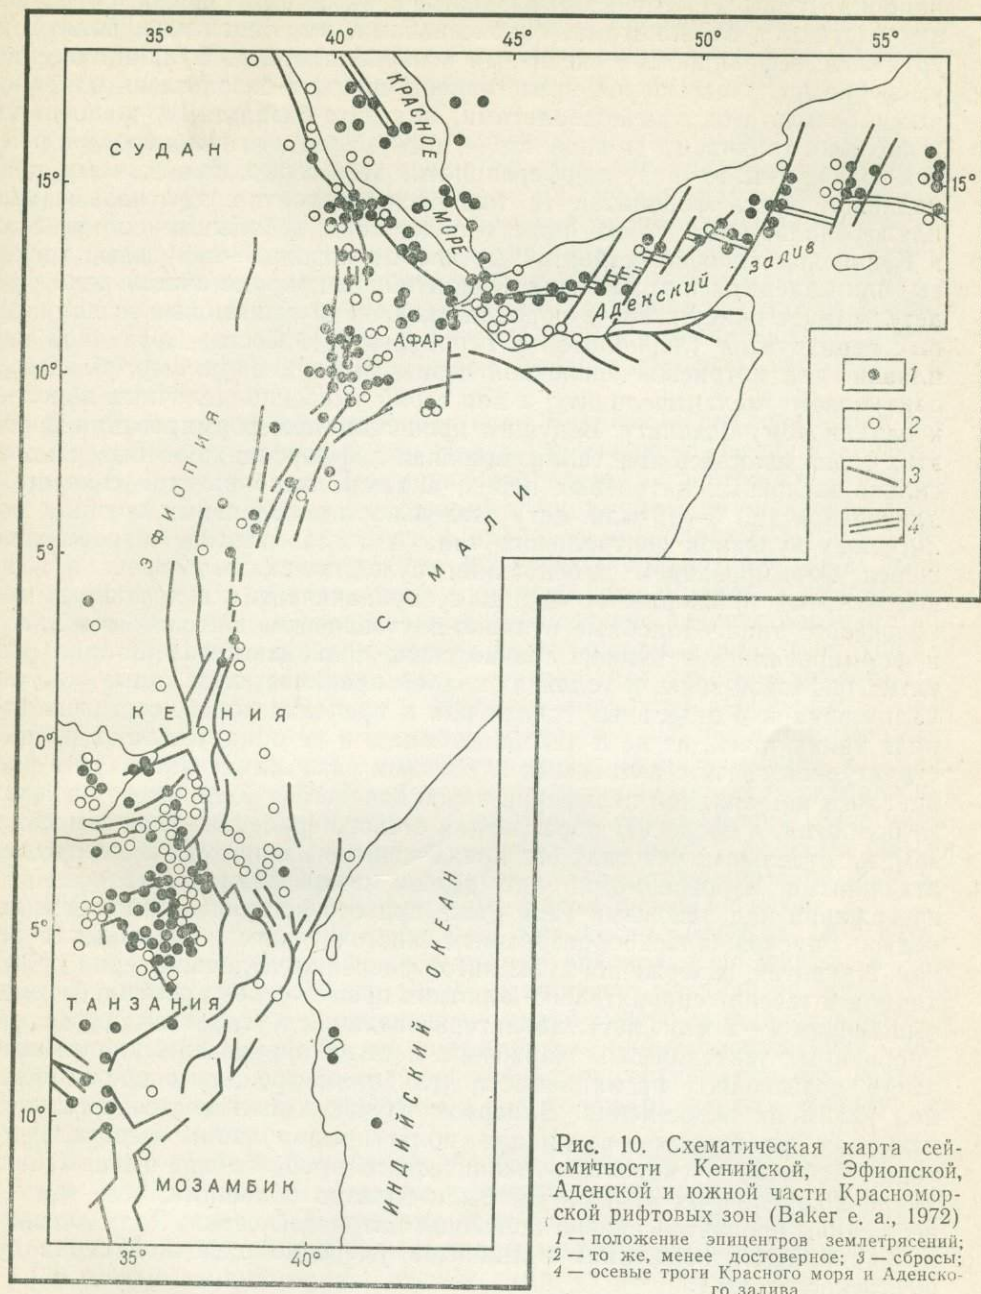 35° 40° 45° 50° 55°
КРАСНОЕ
МОРЕ
СУДАН
15° 15°
Аденский залив
АФАР
10°
1
2
3
4
ЭФИОПИЯ
СОМАЛИ
5°
КЕНИЯ
0°
5°
ТАНЗАНИЯ
ИНДИЙСКИЙ ОКЕАН
10°
МОЗАМБИК
35° 40°
Рис. 10. Схематическая карта сей-
смичности Кенийской, Эфиопской,
Аденской и южной части Красномор-
ской рифтовых зон (Baker e. a., 1972)
1 — положение эпицентров землетрясений;
2 — то же, менее достоверное; 3 — сбросы;
4 — осевые троги Красного моря и Аденско-
го залива